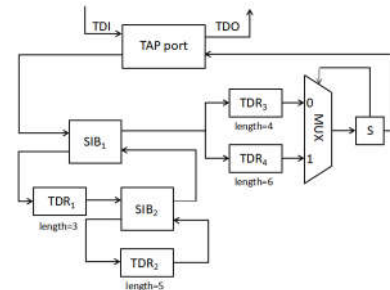 TDI
TDO
TAP port
SIB1
TDR3
length=4
0
MUX
S
TDR4
length=6
1
TDR1
length=3
SIB2
TDR2
length=5